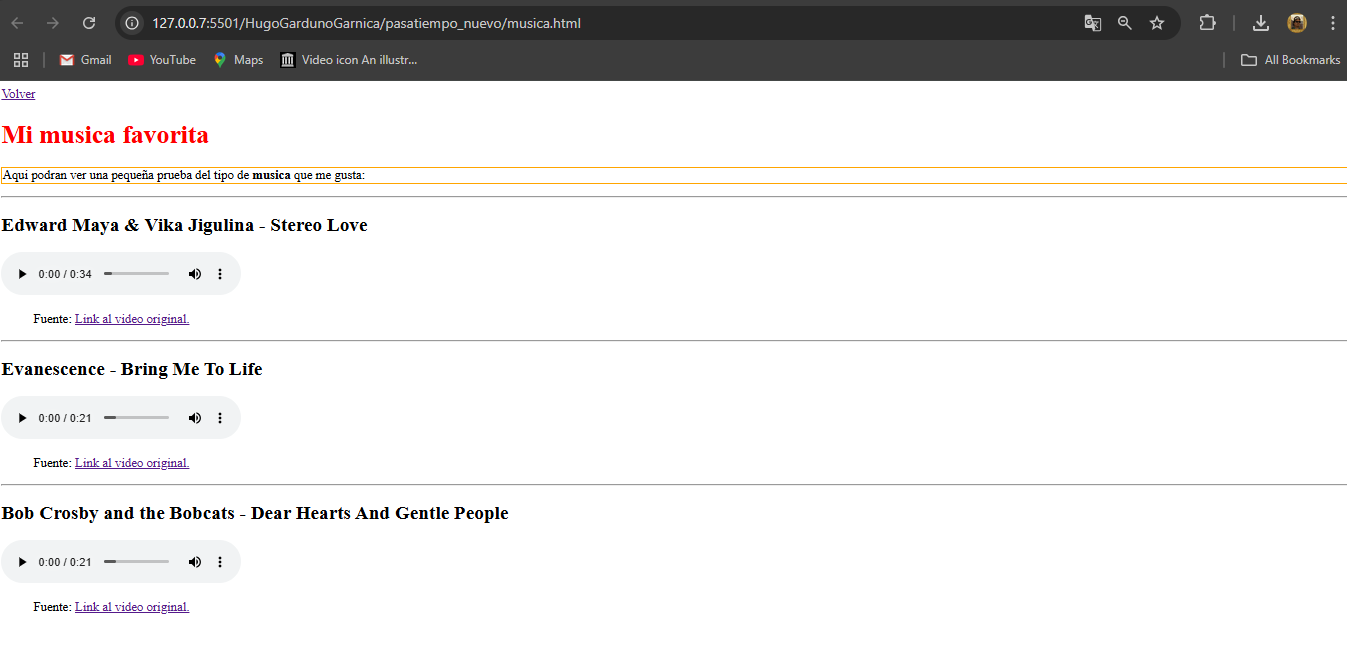 127.0.0.7:5501/HugoGardunoGarnica/pasatiempo_nuevo/musica.html
Gmail YouTube Maps Video icon An illustr... All Bookmarks
Volver
Mi musica favorita
Aqui podran ver una pequeña prueba del tipo de musica que me gusta:
Edward Maya & Vika Jigulina - Stereo Love
0:00 / 0:34
Fuente: Link al video original.
Evanescence - Bring Me To Life
0:00 / 0:21
Fuente: Link al video original.
Bob Crosby and the Bobcats - Dear Hearts And Gentle People
0:00 / 0:21
Fuente: Link al video original.